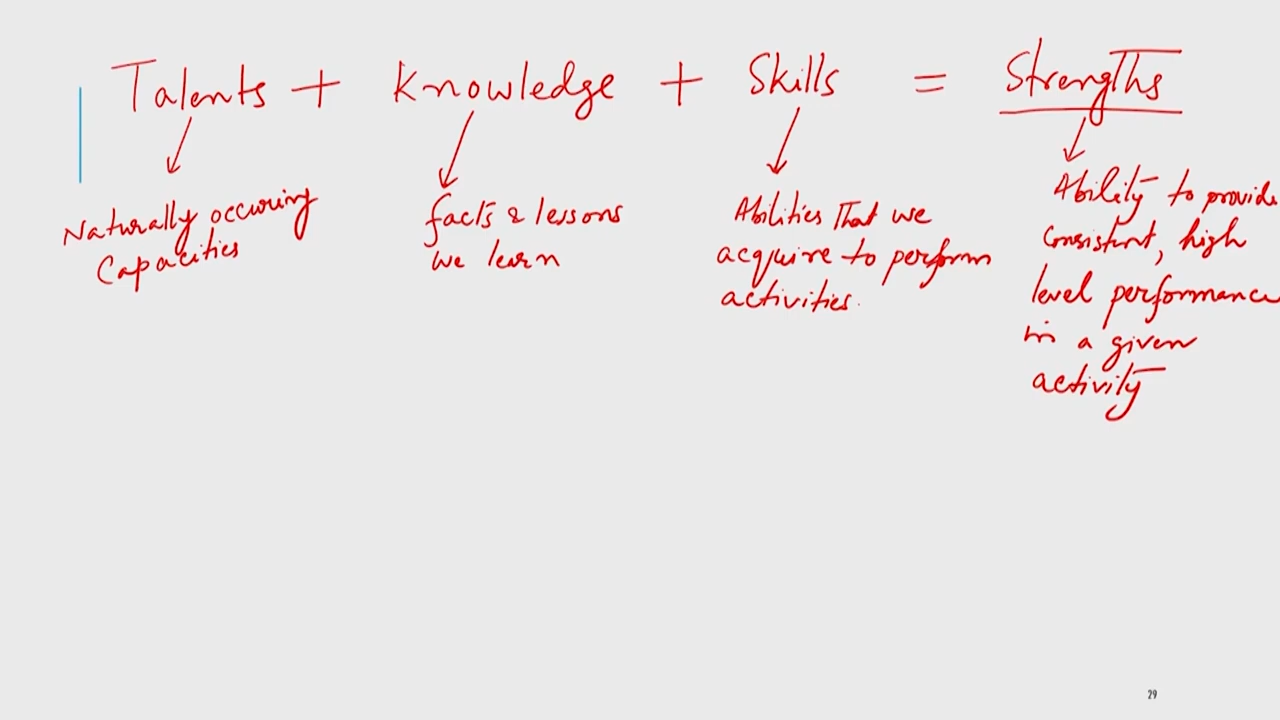 Talents + Knowledge + Skills = Strengths
Naturally occuring
Capacities
facts & lessons
we learn
Abilities that we
acquire to perform
activities.
Ability to provide
consistent, high
level performance
in a given
activity
29